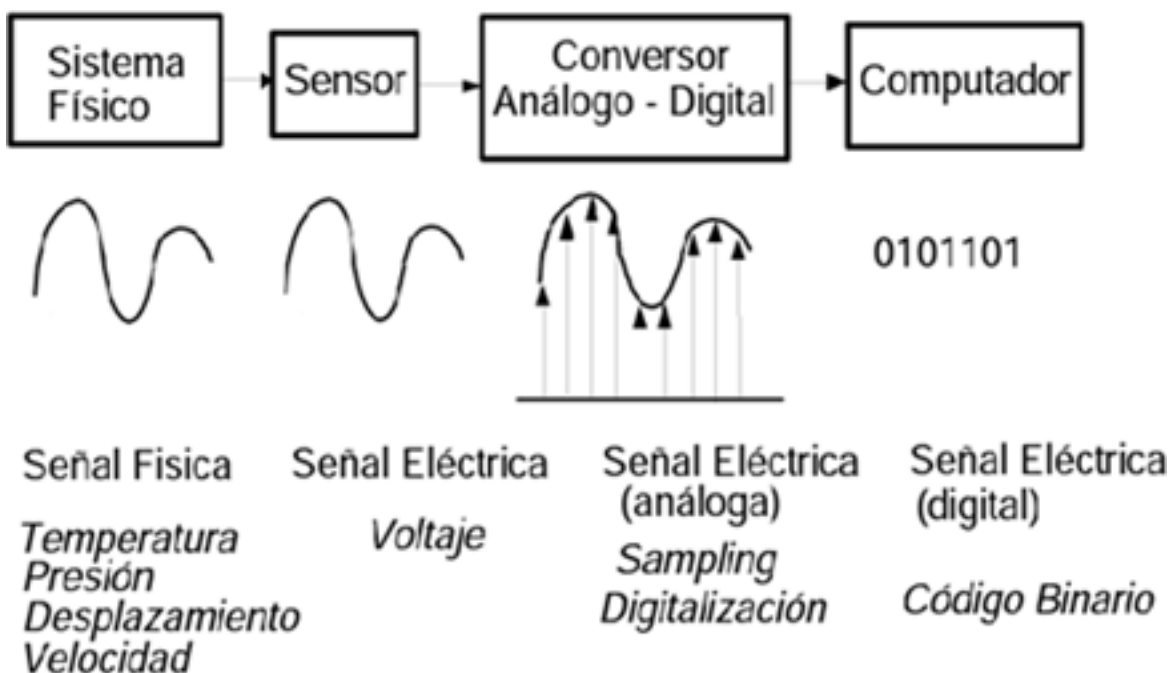 Sistema
Físico
Sensor
Conversor
Análogo - Digital
Computador
0101101
Señal Fisica
Temperatura
Presión
Desplazamiento
Velocidad
Señal Eléctrica
Voltaje
Señal Eléctrica
(análoga)
Sampling
Digitalización
Señal Eléctrica
(digital)
Código Binario